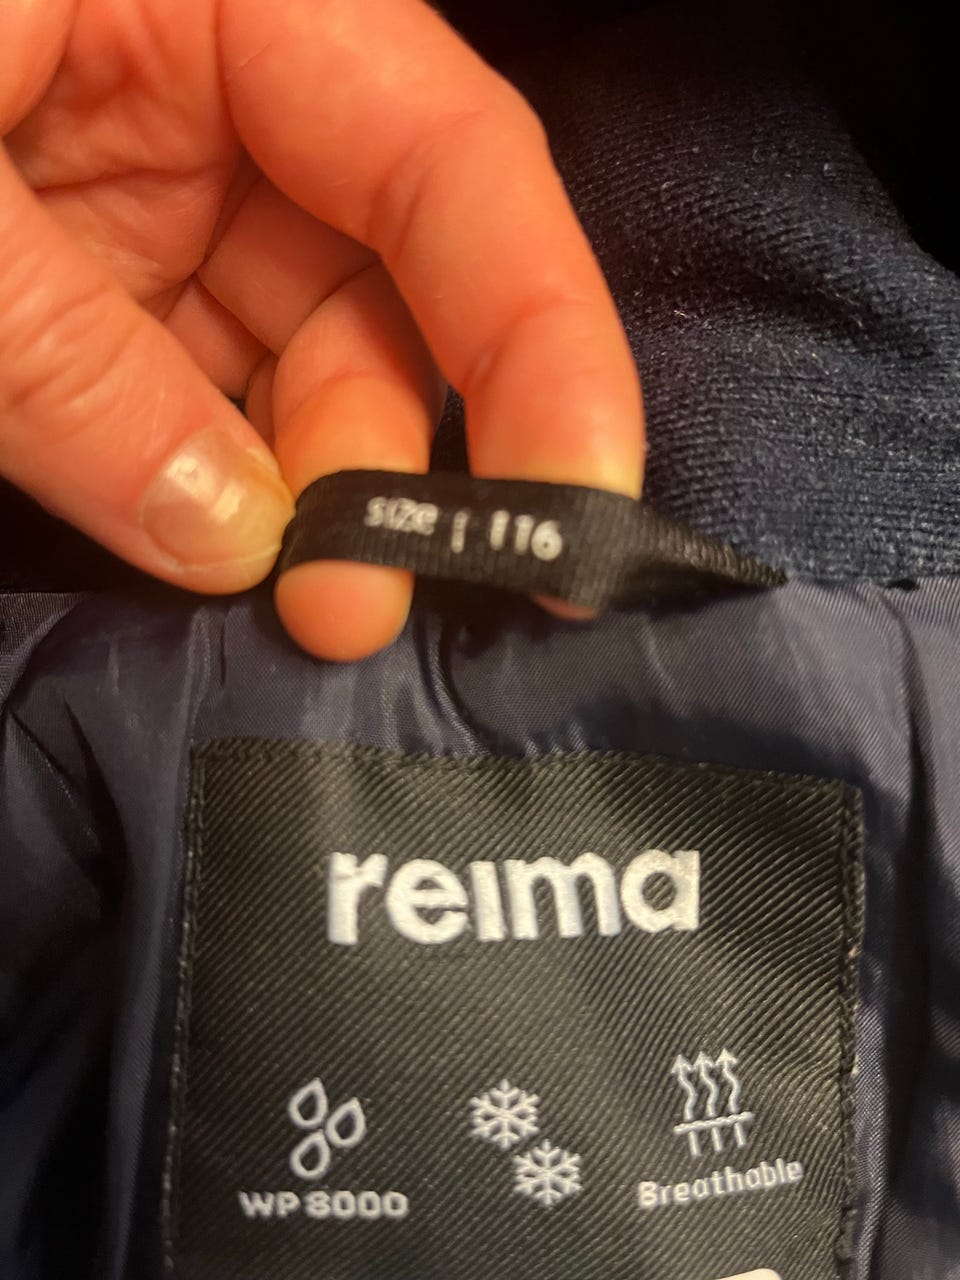 size | 116
reima
WP 8000
Breathable